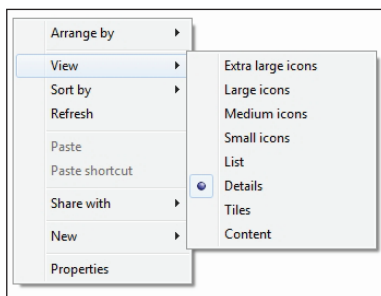 Arrange by
View
Sort by
Refresh
Paste
Paste shortcut
Share with
New
Properties
Extra large icons
Large icons
Medium icons
Small icons
List
Details
Tiles
Content